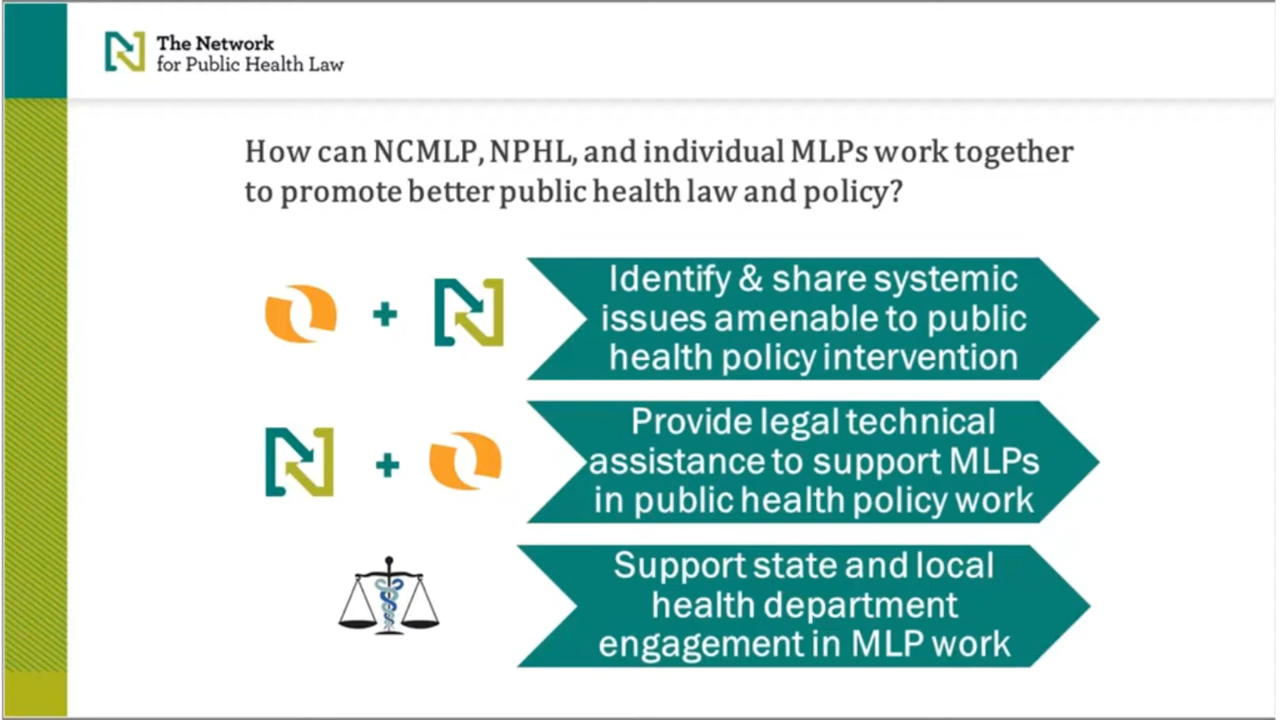 The Network
for Public Health Law
How can NCMLP, NPHL, and individual MLPs work together
to promote better public health law and policy?
Identify & share systemic
issues amenable to public
health policy intervention
Provide legal technical
assistance to support MLPs
in public health policy work
Support state and local
health department
engagement in MLP work